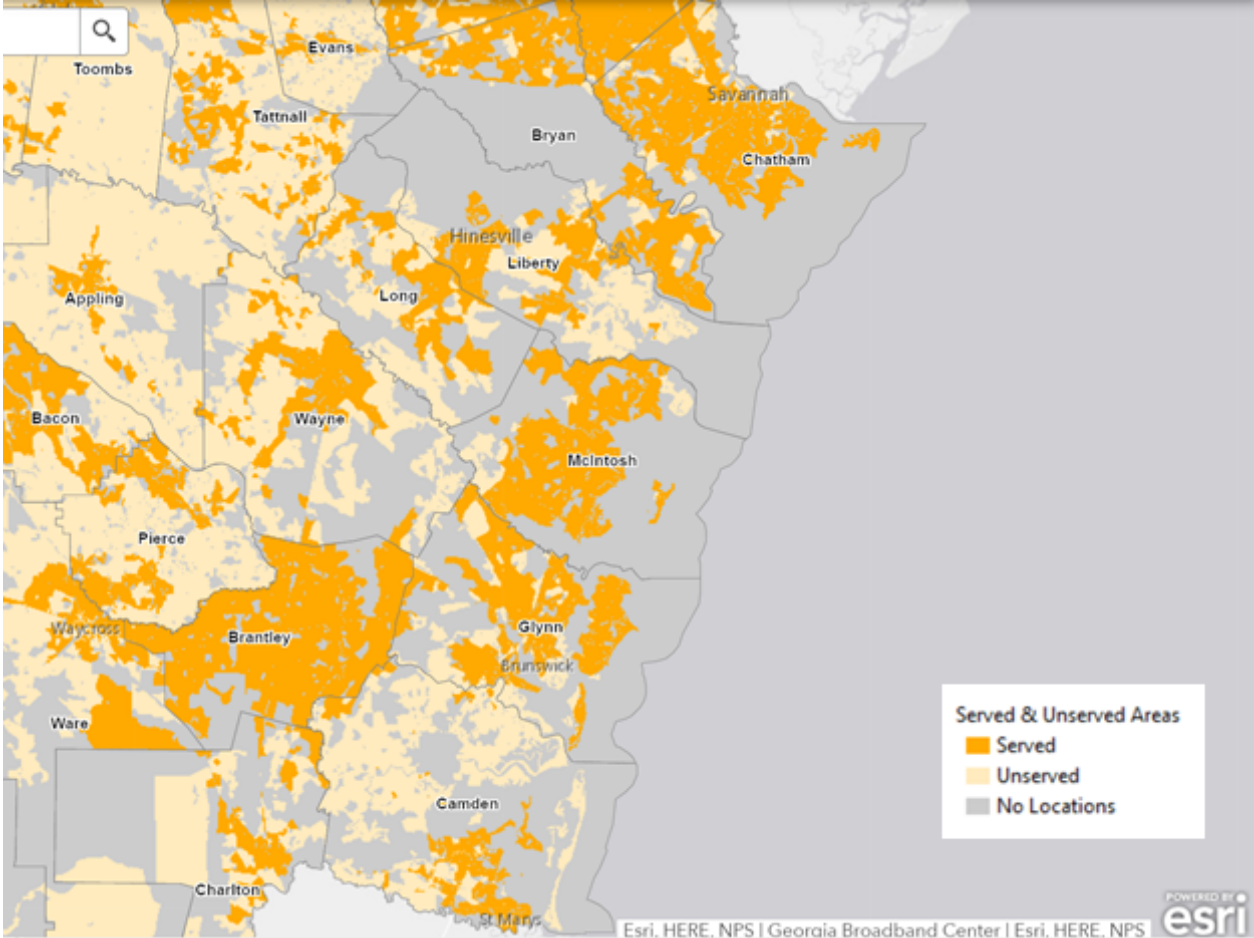 Evans
Toombs
Savannah
Tattnall
Bryan
Chatham
Hinesville
Liberty
Appling
Long
Bacon
Wayne
McIntosh
Pierce
Waycross
Brantley
Glynn
Brunswick
Ware
Served & Unserved Areas
Served
Unserved
No Locations
Camden
Charlton
St Marys
Esri, HERE, NPS | Georgia Broadband Center | Esri, HERE, NPS
POWERED BY
esri